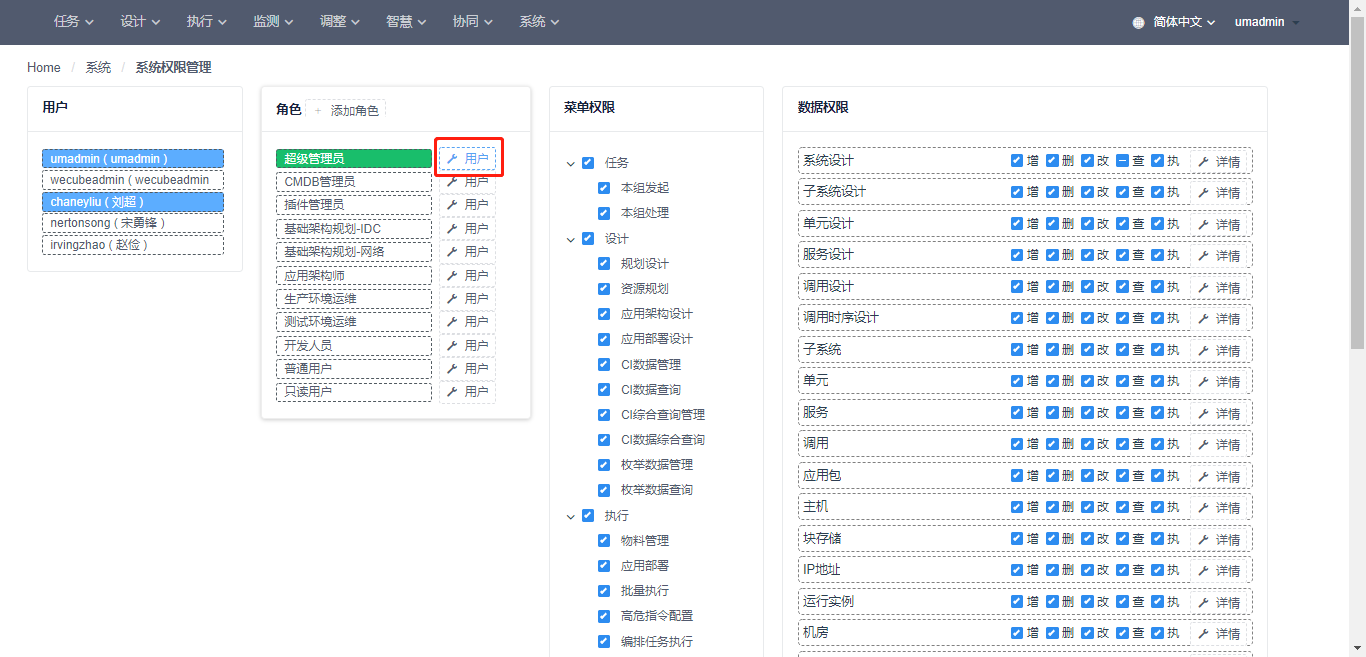 任务 设计 执行 监测 调整 智慧 协同 系统 简体中文 umadmin
Home / 系统 / 系统权限管理
用户
umadmin ( umadmin )
wecubeadmin ( wecubeadmin
chaneyliu ( 刘超 )
nertonsong ( 宋勇锋 )
irvingzhao ( 赵俭 )
角色 + 添加角色
超级管理员 用户
CMDB管理员 用户
插件管理员 用户
基础架构规划-IDC 用户
基础架构规划-网络 用户
应用架构师 用户
生产环境运维 用户
测试环境运维 用户
开发人员 用户
普通用户 用户
只读用户 用户
菜单权限
任务
本组发起
本组处理
设计
规划设计
资源规划
应用架构设计
应用部署设计
CI数据管理
CI数据查询
CI综合查询管理
CI数据综合查询
枚举数据管理
枚举数据查询
执行
物料管理
应用部署
批量执行
高危指令配置
编排任务执行
数据权限
系统设计 增 删 改 查 执 详情
子系统设计 增 删 改 查 执 详情
单元设计 增 删 改 查 执 详情
服务设计 增 删 改 查 执 详情
调用设计 增 删 改 查 执 详情
调用时序设计 增 删 改 查 执 详情
子系统 增 删 改 查 执 详情
单元 增 删 改 查 执 详情
服务 增 删 改 查 执 详情
调用 增 删 改 查 执 详情
应用包 增 删 改 查 执 详情
主机 增 删 改 查 执 详情
块存储 增 删 改 查 执 详情
IP地址 增 删 改 查 执 详情
运行实例 增 删 改 查 执 详情
机房 增 删 改 查 执 详情